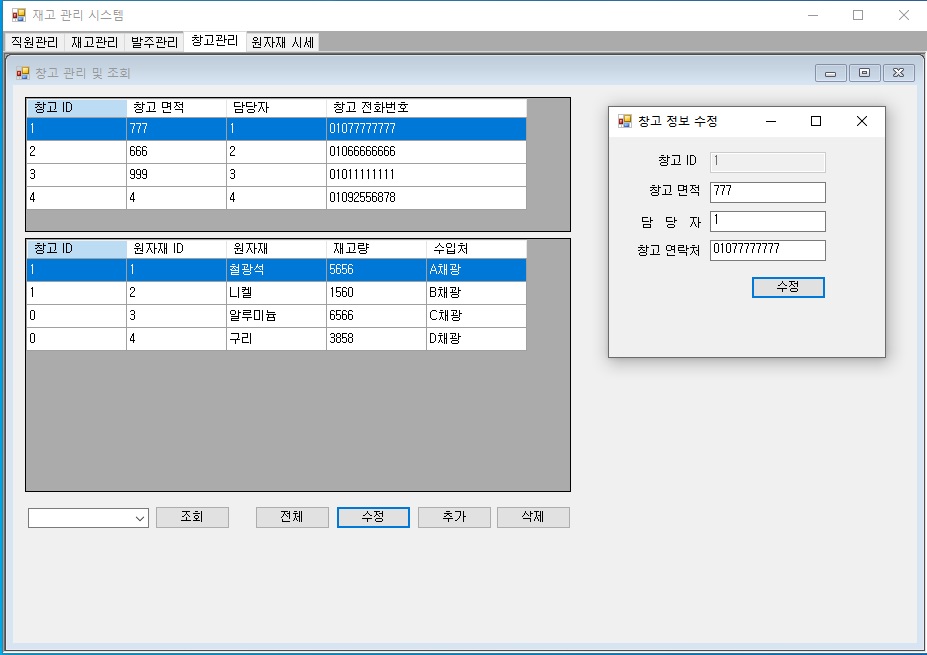 재고 관리 시스템
직원관리 재고관리 발주관리 창고관리 원자재 시세
창고 관리 및 조회
창고 ID 창고 면적 담당자 창고 전화번호
1 777 1 01077777777
2 666 2 01066666666
3 999 3 01011111111
4 4 4 01092556878
창고 ID 원자재 ID 원자재 재고량 수입처
1 1 철광석 5656 A채광
1 2 니켈 1560 B채광
0 3 알루미늄 6566 C채광
0 4 구리 3858 D채광
조회 전체 수정 추가 삭제
창고 정보 수정
창고 ID 1
창고 면적 777
담 당 자 1
창고 연락처 01077777777
수정